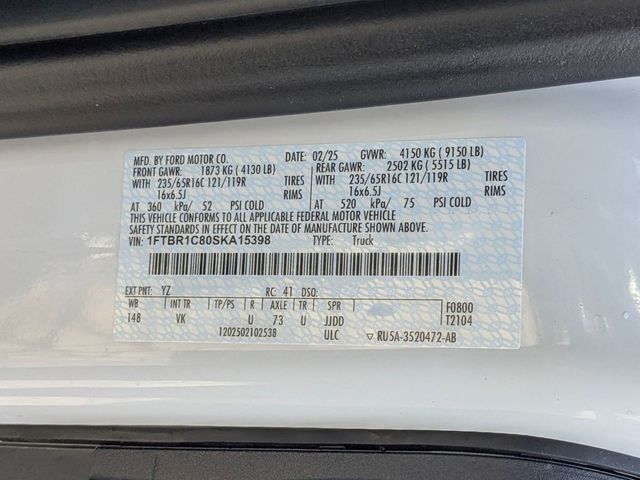 MFD. BY FORD MOTOR CO. DATE: 02/25 GVWR: 4150 KG ( 9150 LB)
FRONT GAWR: 1873 KG ( 4130 LB) REAR GAWR: 2502 KG ( 5515 LB)
WITH 235/65R16C 121/119R TIRES WITH 235/65R16C 121/119R TIRES
16x6.5J RIMS 16x6.5J RIMS
AT 360 kPa/ 52 PSI COLD AT 520 kPa/ 75 PSI COLD
THIS VEHICLE CONFORMS TO ALL APPLICABLE FEDERAL MOTOR VEHICLE
SAFETY STANDARDS IN EFFECT ON THE DATE OF MANUFACTURE SHOWN ABOVE.
VIN: 1FTBR1C80SKA15398 TYPE: Truck
EXT PNT: YZ RC: 41 DSO:
WB INT TR TP/PS R AXLE TR SPR F0800
148 VK U 73 U JJDD T2104
1202502102538 ULC ▽ RU5A-3520472-AB